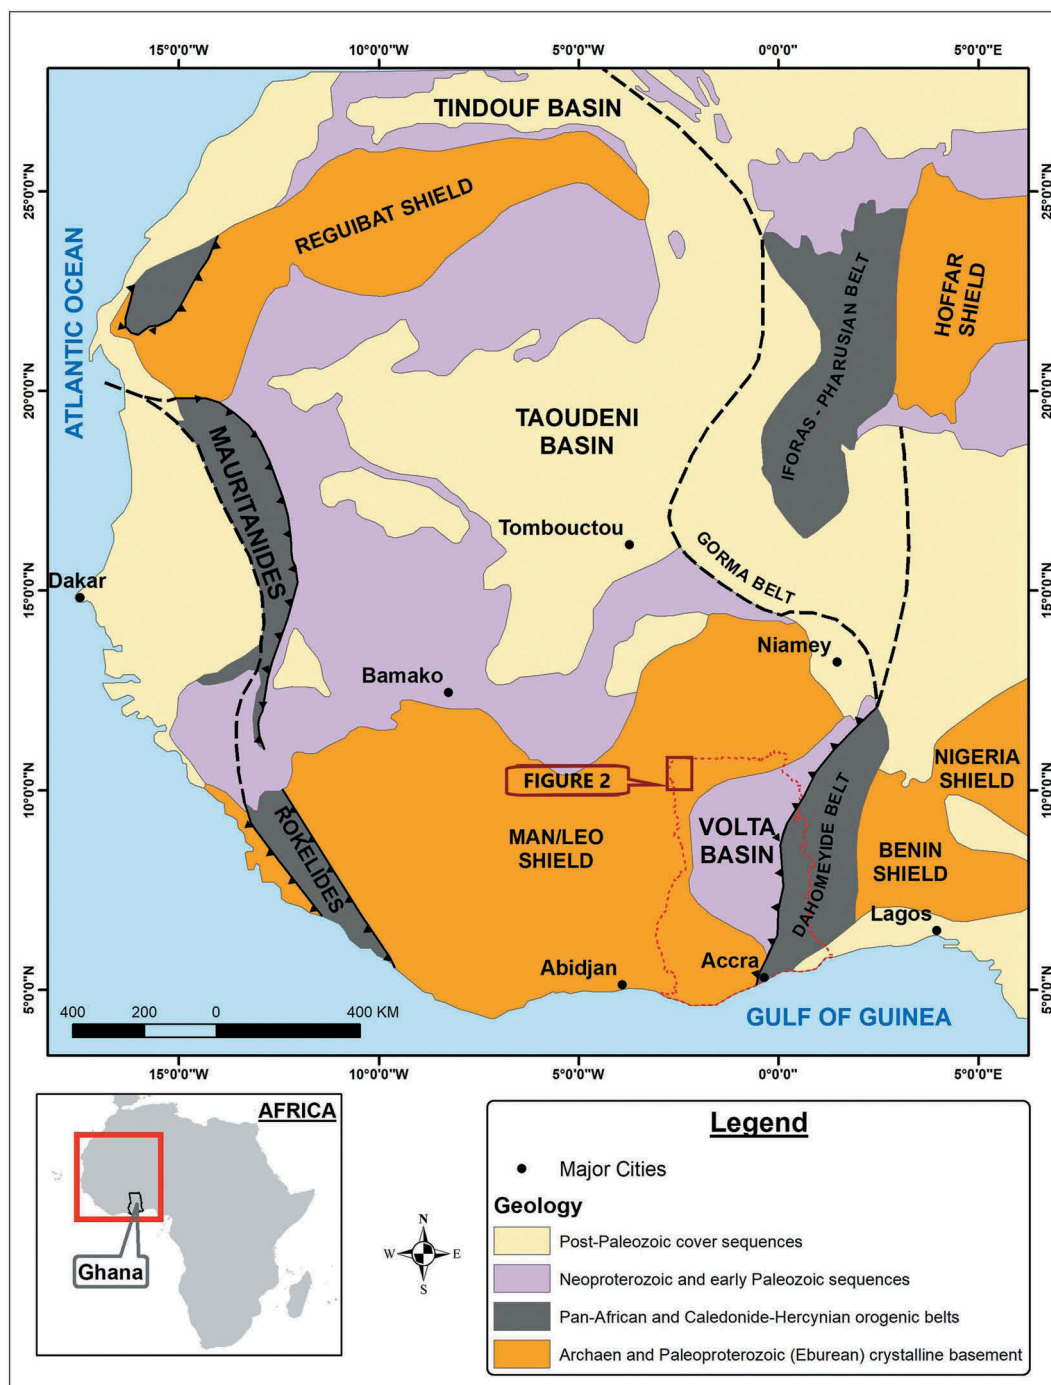 15°0'0"W
10°0'0"W
5°0'0"W
0°0'0"
5°0'0"E
TINDOUF BASIN
25°0'0"N
25°0'0"N
REGUIBAT SHIELD
ATLANTIC OCEAN
IFORAS - PHARUSIAN BELT
HOFFAR
SHIELD
20°0'0"N
20°0'0"N
TAOUDENI
BASIN
MAURITANIDES
Tombouctou
GORMA BELT
Dakar
15°0'0"N
15°0'0"N
Niamey
Bamako
NIGERIA
SHIELD
FIGURE 2
10°0'0"N
10°0'0"N
ROKELIDES
MAN/LEO
SHIELD
VOLTA
BASIN
DAHOMEYIDE BELT
BENIN
SHIELD
Lagos
Abidjan
Accra
5°0'0"N
5°0'0"N
400
200
0
400 KM
GULF OF GUINEA
15°0'0"W
10°0'0"W
5°0'0"W
0°0'0"
5°0'0"E
AFRICA
Ghana
N
W
E
S
Legend
Major Cities
Geology
Post-Paleozoic cover sequences
Neoproterozoic and early Paleozoic sequences
Pan-African and Caledonide-Hercynian orogenic belts
Archaen and Paleoproterozoic (Eburean) crystalline basement